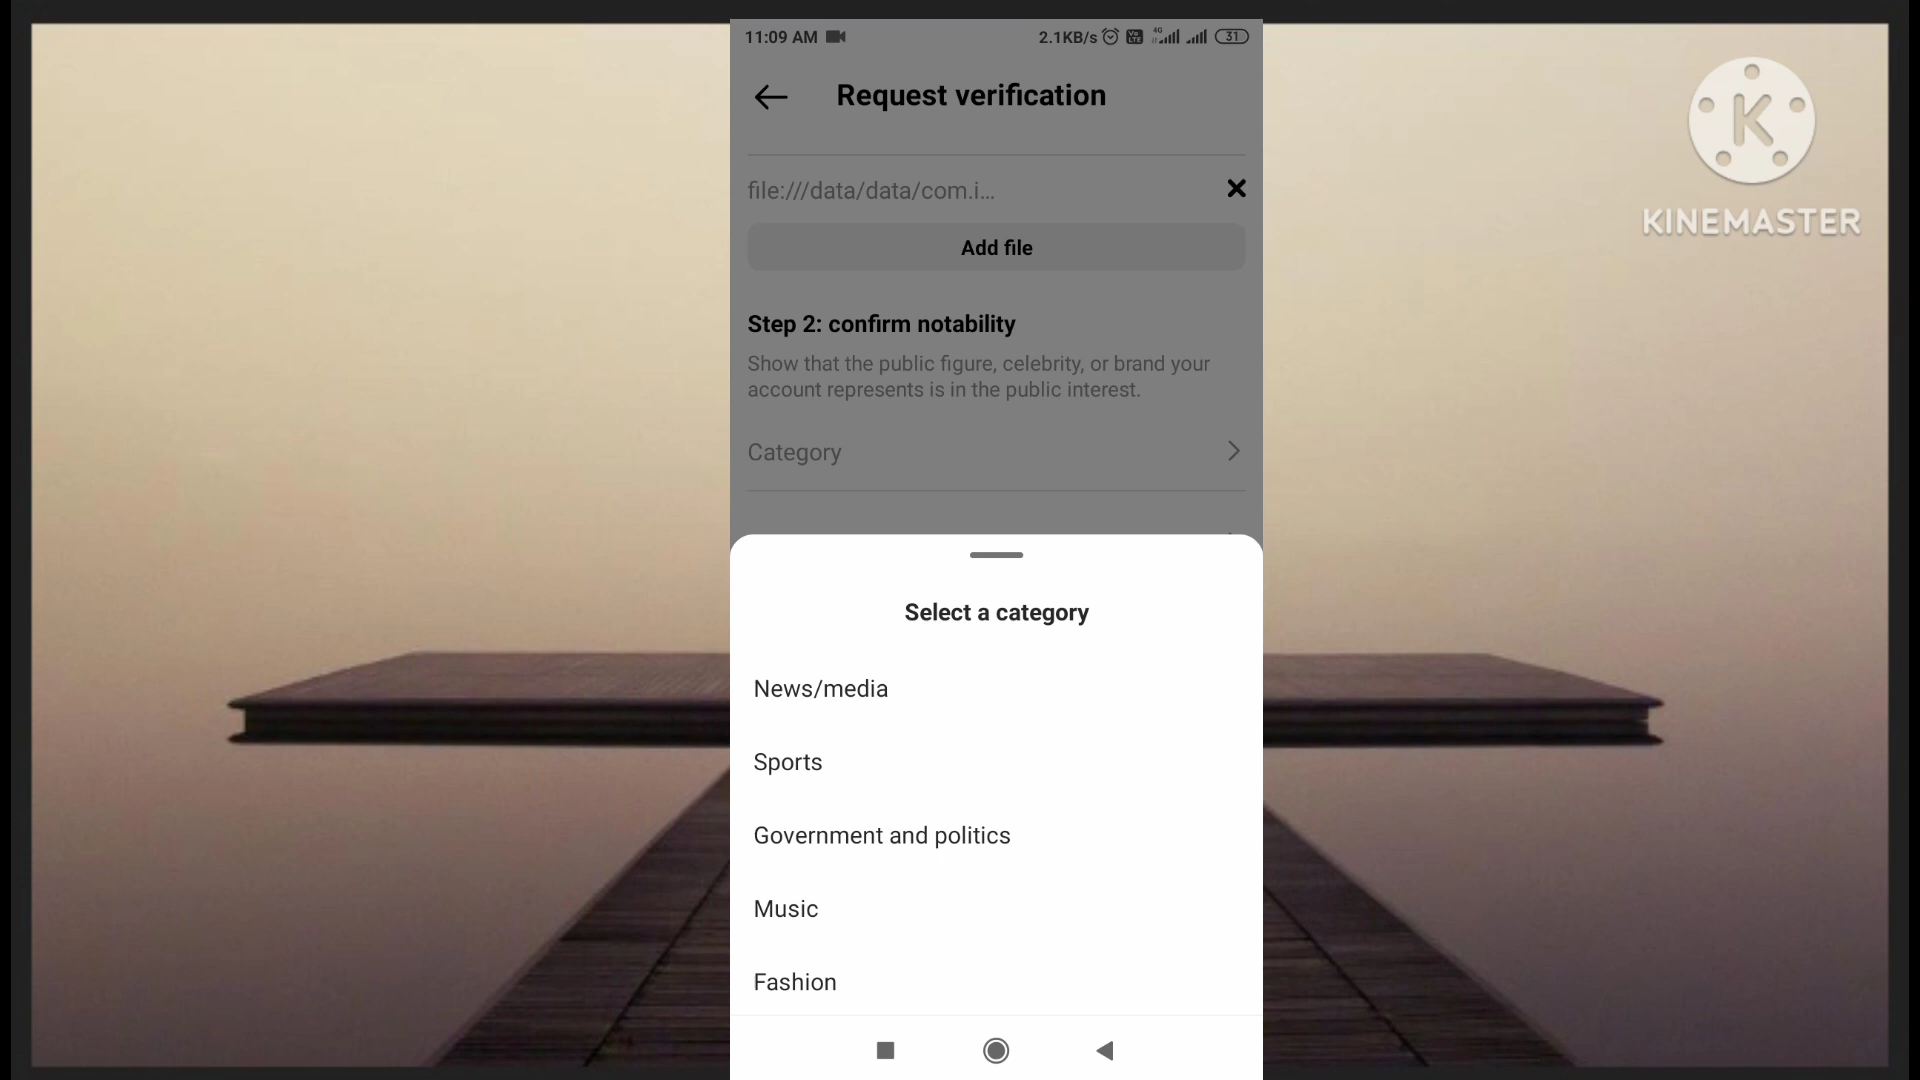 11:09 AM
2.1KB/s
4G
31
Request verification
file:///data/data/com.i...
Add file
Step 2: confirm notability
Show that the public figure, celebrity, or brand your
account represents is in the public interest.
Category
Select a category
News/media
Sports
Government and politics
Music
Fashion
K
KINEMASTER